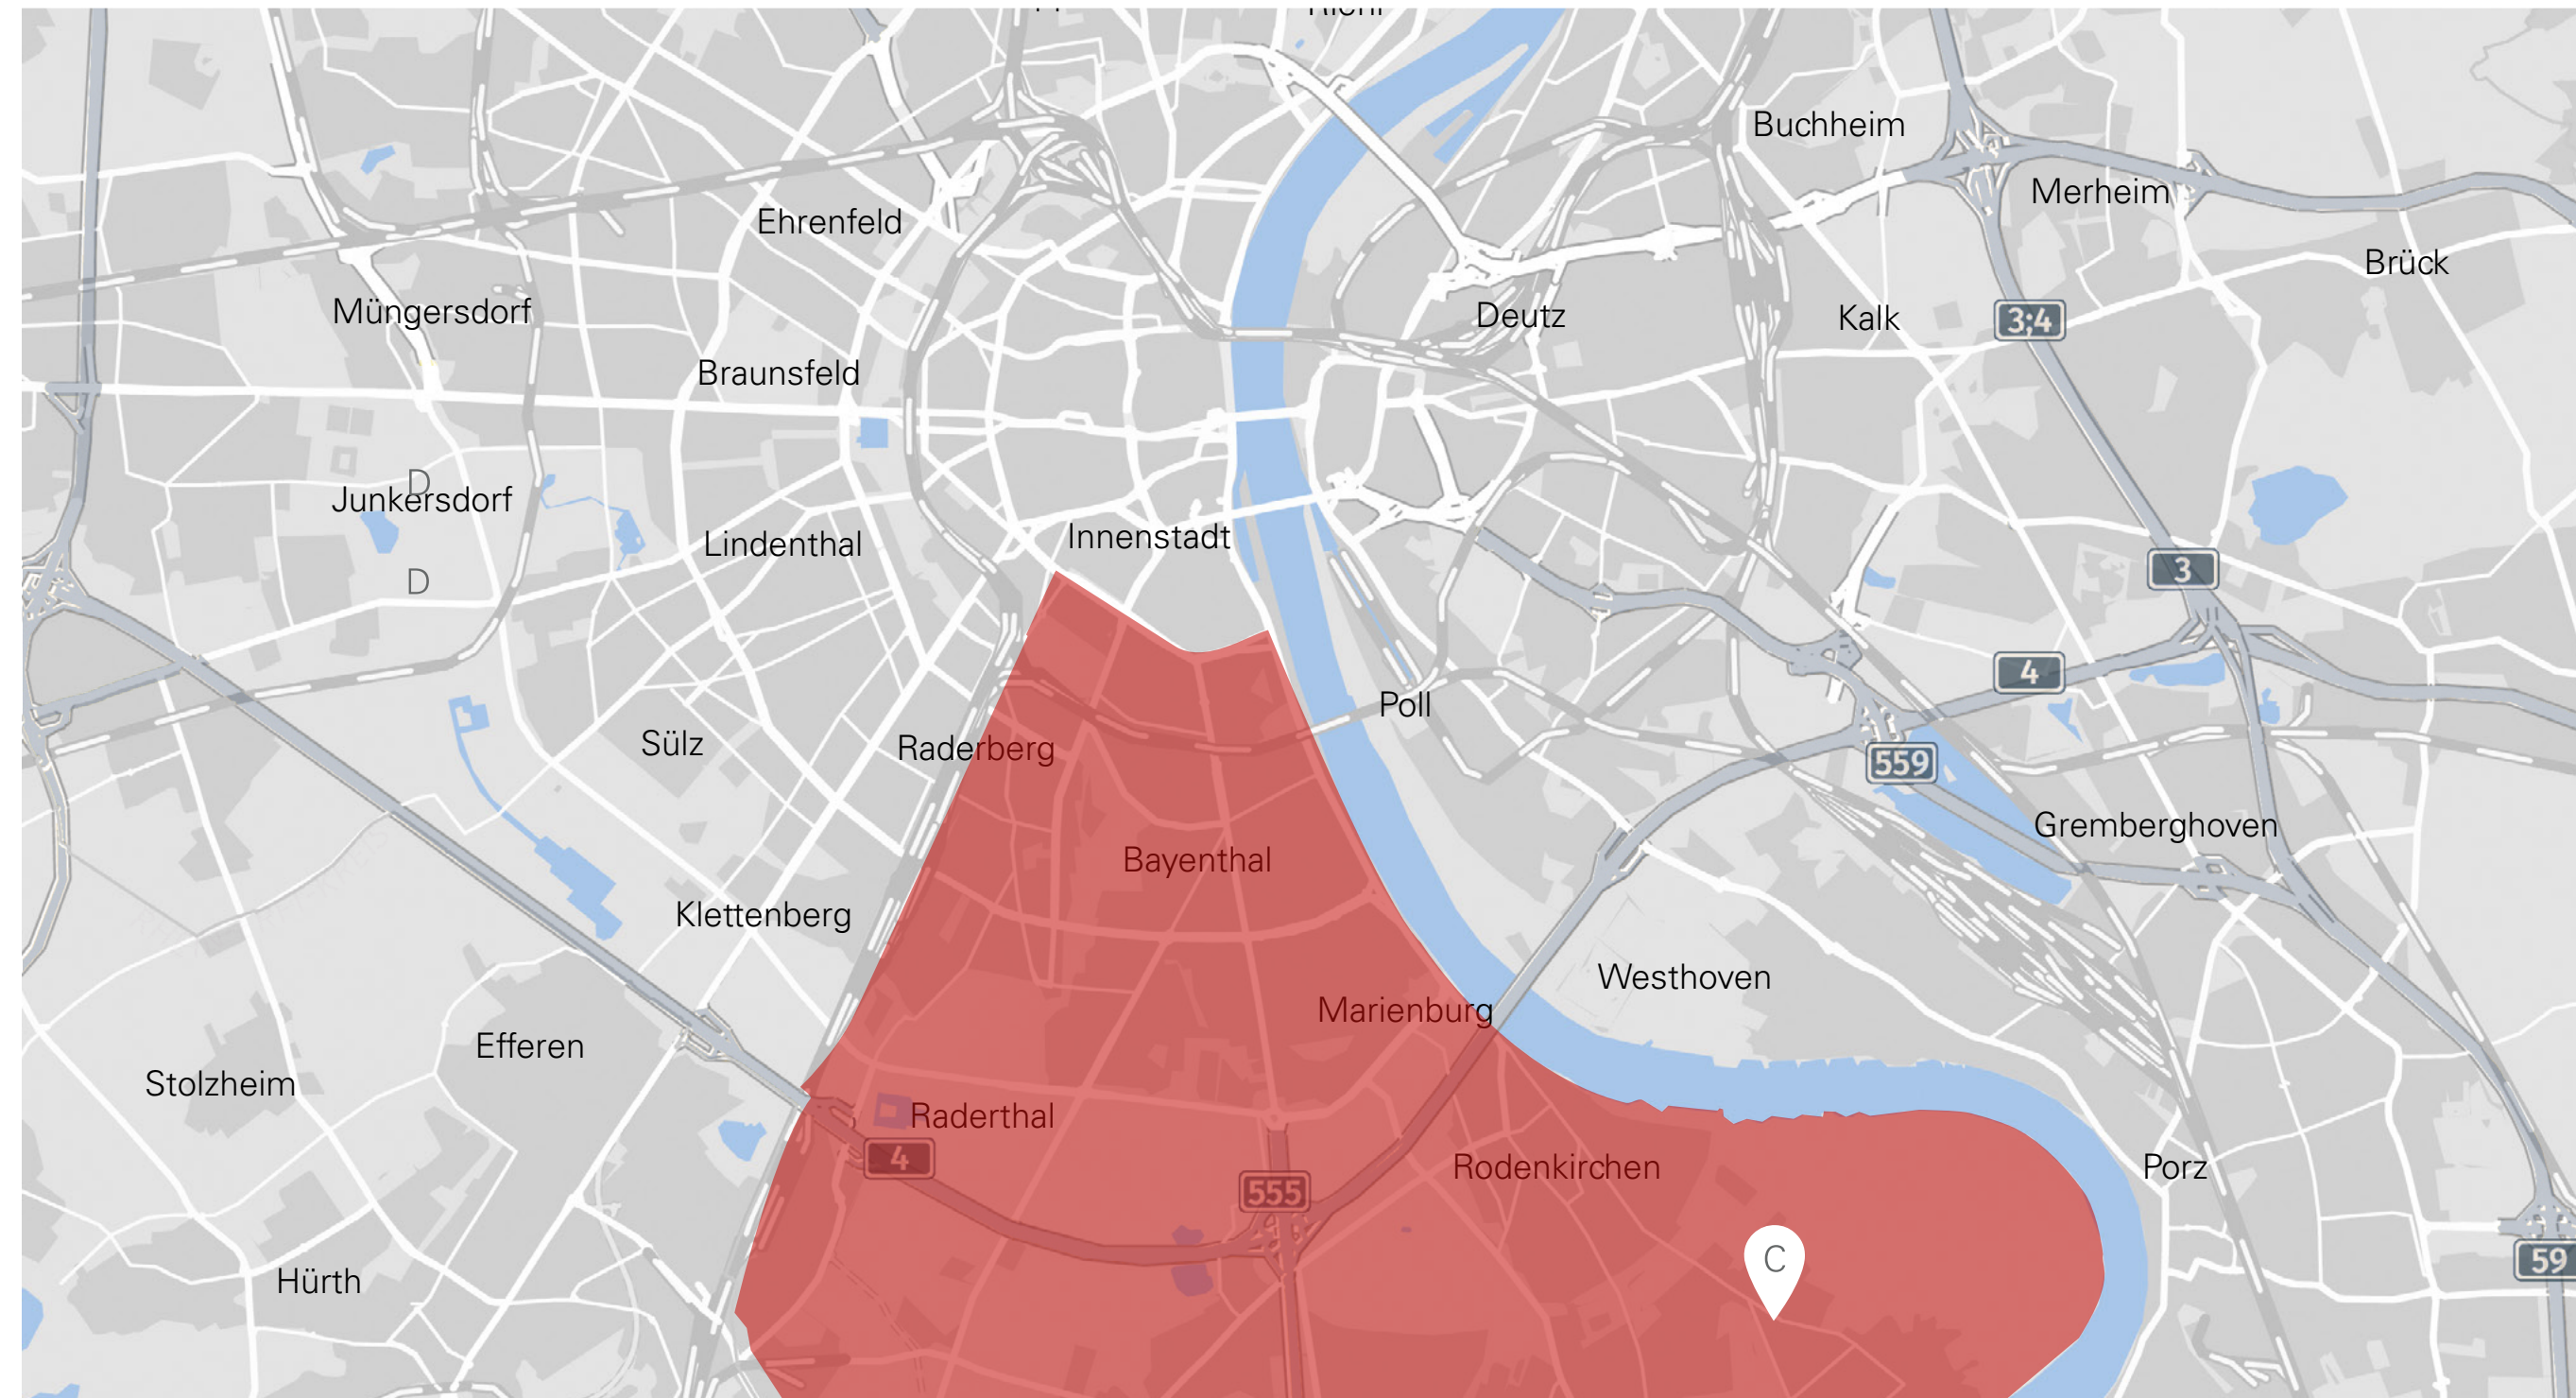 Buchheim
Merheim
Ehrenfeld
Brück
Müngersdorf
Deutz
Kalk
3;4
Braunsfeld
D
Junkersdorf
Innenstadt
Lindenthal
3
D
4
Poll
Sülz
Raderberg
559
Gremberghoven
Bayenthal
Klettenberg
Westhoven
Marienburg
Efferen
Stolzheim
Raderthal
4
Rodenkirchen
Porz
555
C
59
Hürth